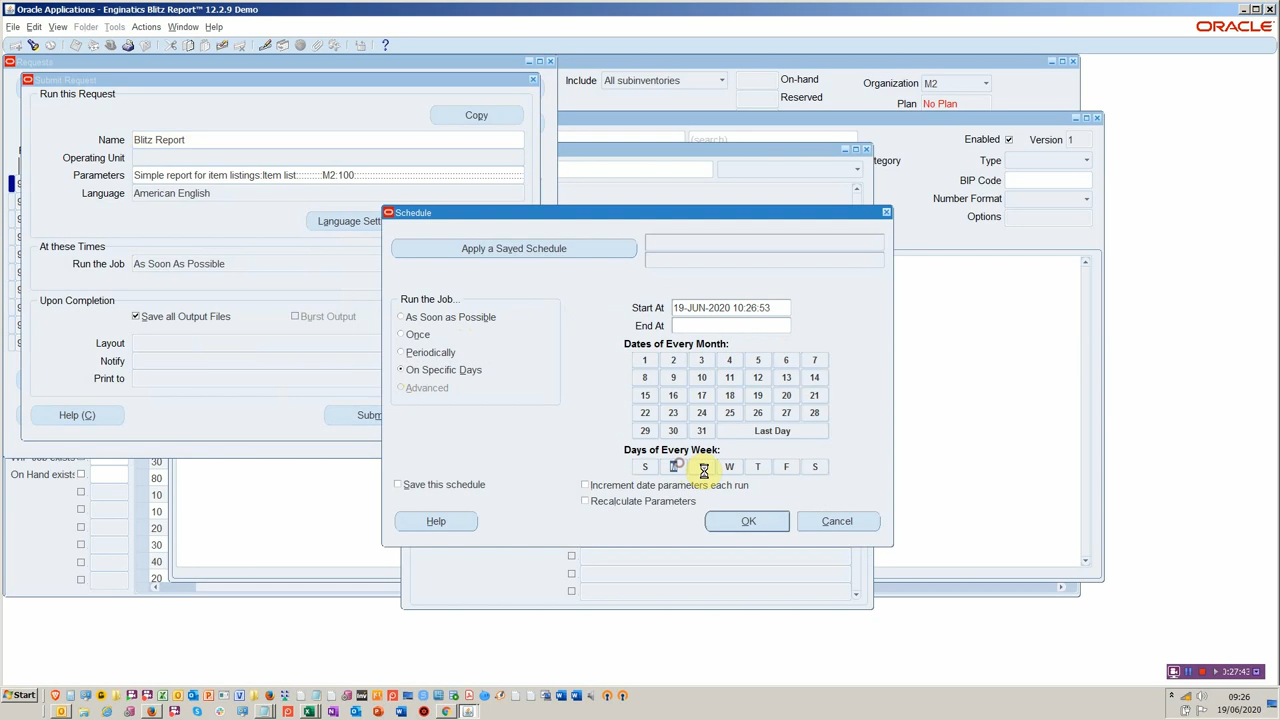 Oracle Applications - Enginatics Blitz Report™ 12.2.9 Demo
File Edit View Folder Tools Actions Window Help
ORACLE
Requests
Submit Request
Run this Request
Copy
Name Blitz Report
Operating Unit
Parameters Simple report for item listings:Item list:::::::::::M2:100
Language American English
Language Sett
At these Times
Run the Job As Soon As Possible
Upon Completion
Save all Output Files Burst Output
Layout
Notify
Print to
Help (C) Subm
Include All subinventories
On-hand
Reserved
Organization M2
Plan No Plan
(search)
Enabled Version 1
ategory Type
BIP Code
Number Format
Options
Schedule
Apply a Saved Schedule
Run the Job...
As Soon as Possible
Once
Periodically
On Specific Days
Advanced
Start At 19-JUN-2020 10:26:53
End At
Dates of Every Month:
1 2 3 4 5 6 7
8 9 10 11 12 13 14
15 16 17 18 19 20 21
22 23 24 25 26 27 28
29 30 31 Last Day
Days of Every Week:
S W T F S
Save this schedule
Increment date parameters each run
Recalculate Parameters
Help OK Cancel
On Hand exists
30
10
20
30
10
30
40
20
0:27:43
Start
09:26
19/06/2020